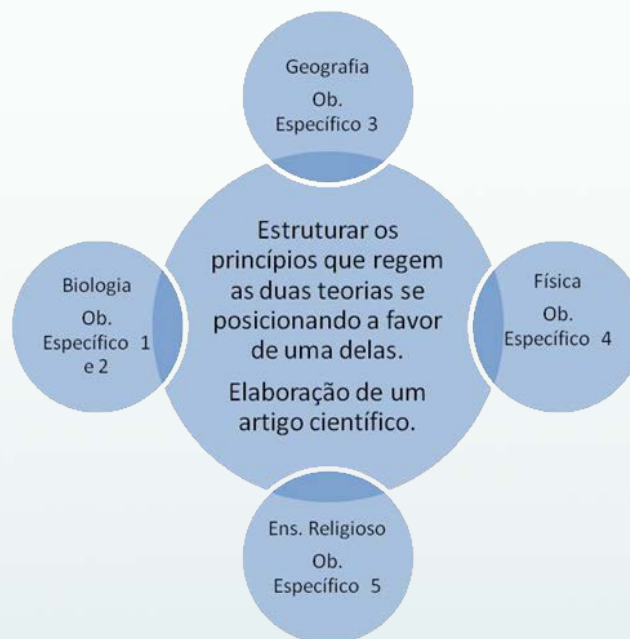 Geografia
Ob.
Específico 3
Estruturar os
princípios que regem
as duas teorias se
posicionando a favor
de uma delas.
Elaboração de um
artigo científico.
Biologia
Ob.
Específico 1
e 2
Física
Ob.
Específico 4
Ens. Religioso
Ob.
Específico 5